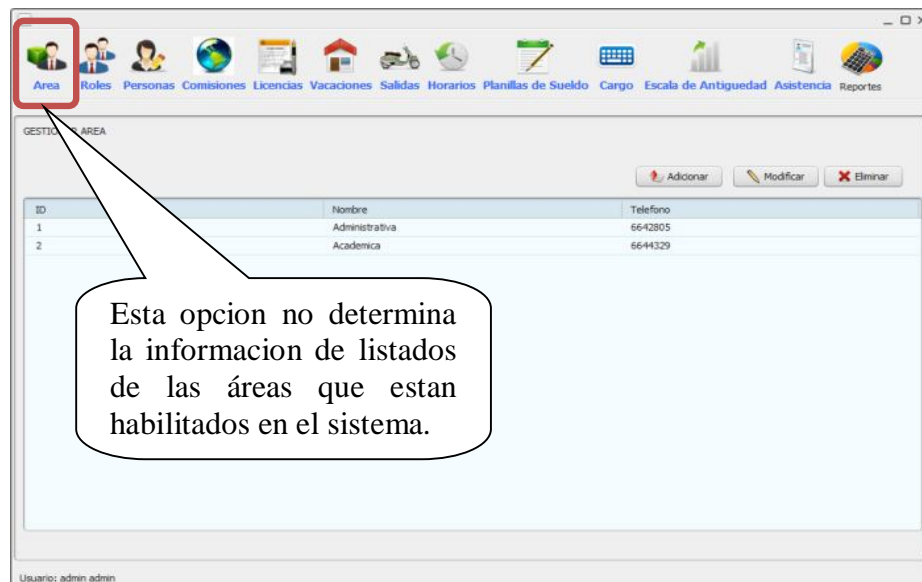 Area Roles Personas Comisiones Licencias Vacaciones Salidas Horarios Planillas de Sueldo Cargo Escala de Antiguedad Asistencia Reportes
AREA
Adicionar Modificar Eliminar
ID Nombre Telefono
1 Administrativa 6642805
2 Academica 6644329
Esta opcion no determina
la informacion de listados
de las áreas que estan
habilitados en el sistema.
Usuario: admin admin